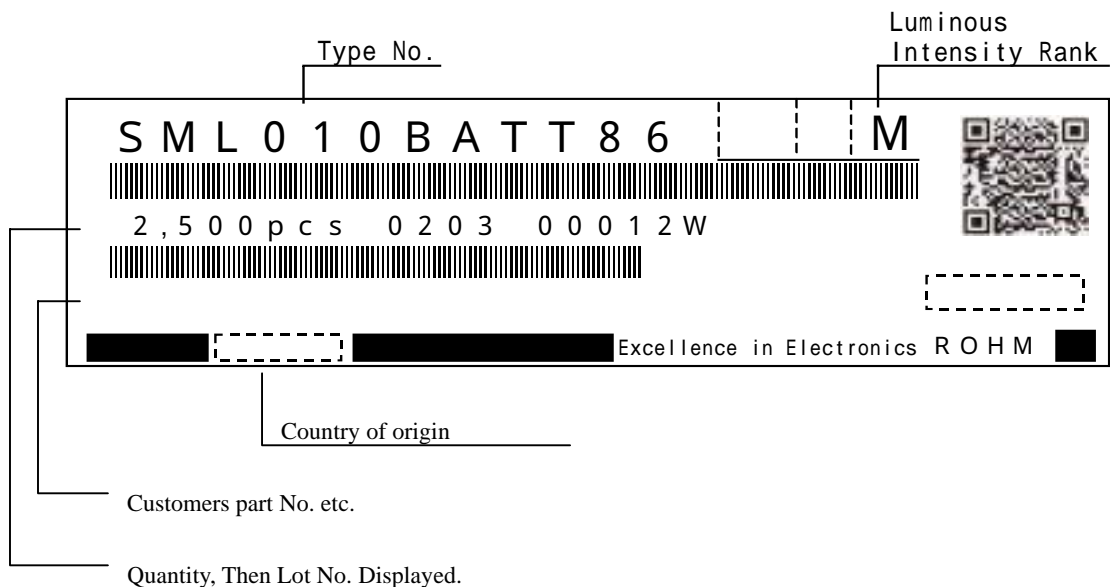 Luminous
Type No. Intensity Rank
SML010BATT86 M
2,500pcs 0203 00012W
Excellence in Electronics ROHM
Country of origin
Customers part No. etc.
Quantity, Then Lot No. Displayed.